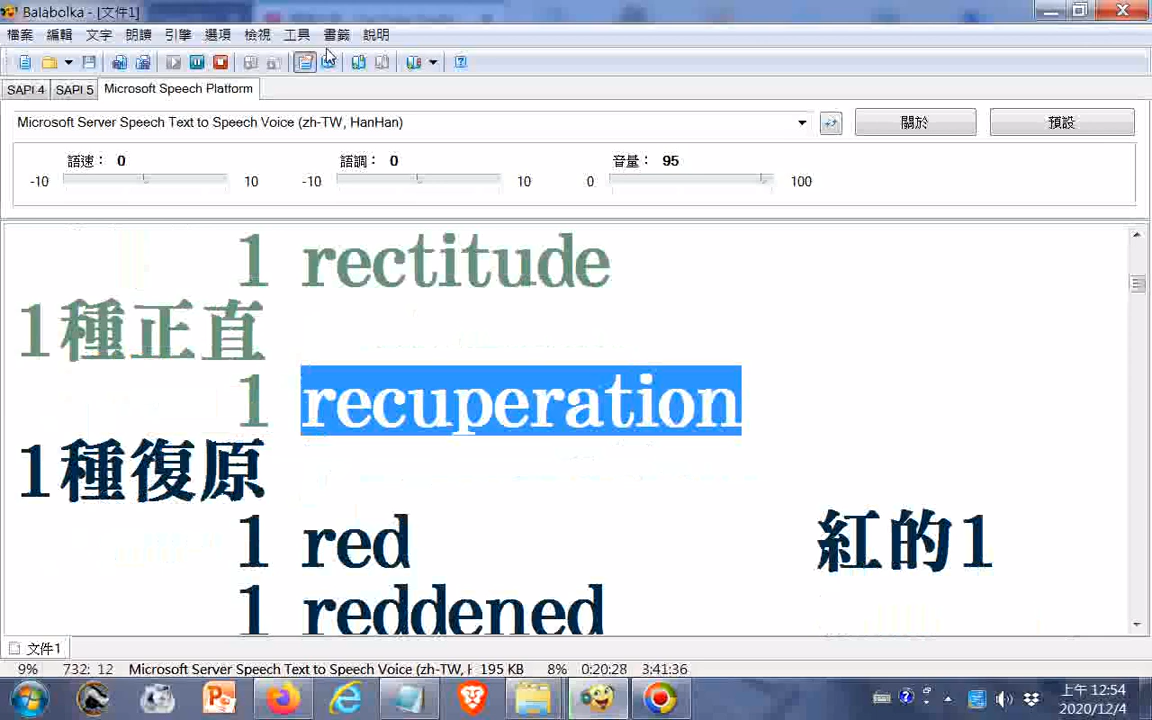 Balabolka - [文件1]
檔案 編輯 文字 朗讀 引擎 選項 檢視 工具 書籤 說明
SAPI 4 SAPI 5 Microsoft Speech Platform
Microsoft Server Speech Text to Speech Voice (zh-TW, HanHan) 關於 預設
語速： 0 語調： 0 音量： 95
-10 10 -10 10 0 100
1 rectitude
1種正直
1 recuperation
1種復原
1 red 紅的1
1 reddened
文件1
9% 732: 12 Microsoft Server Speech Text to Speech Voice (zh-TW, 195 KB 8% 0:20:28 3:41:36
上午 12:54
2020/12/4